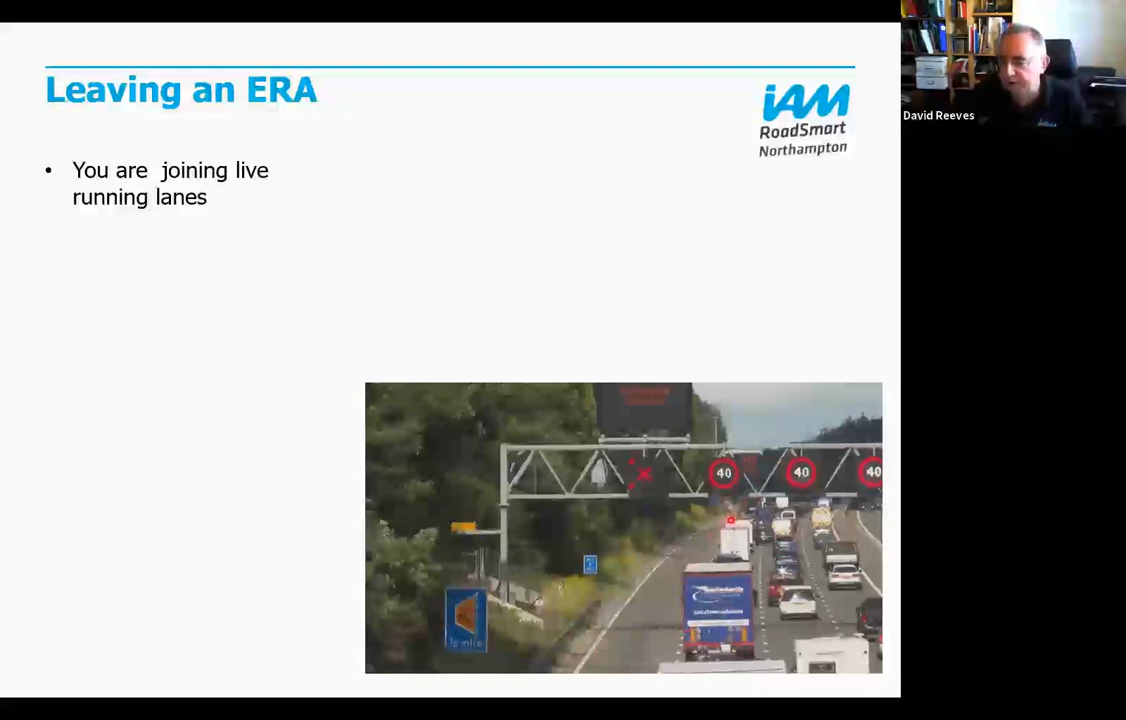 Leaving an ERA
iAM
RoadSmart
Northampton
David Reeves
• You are  joining live
running lanes
40
40
40